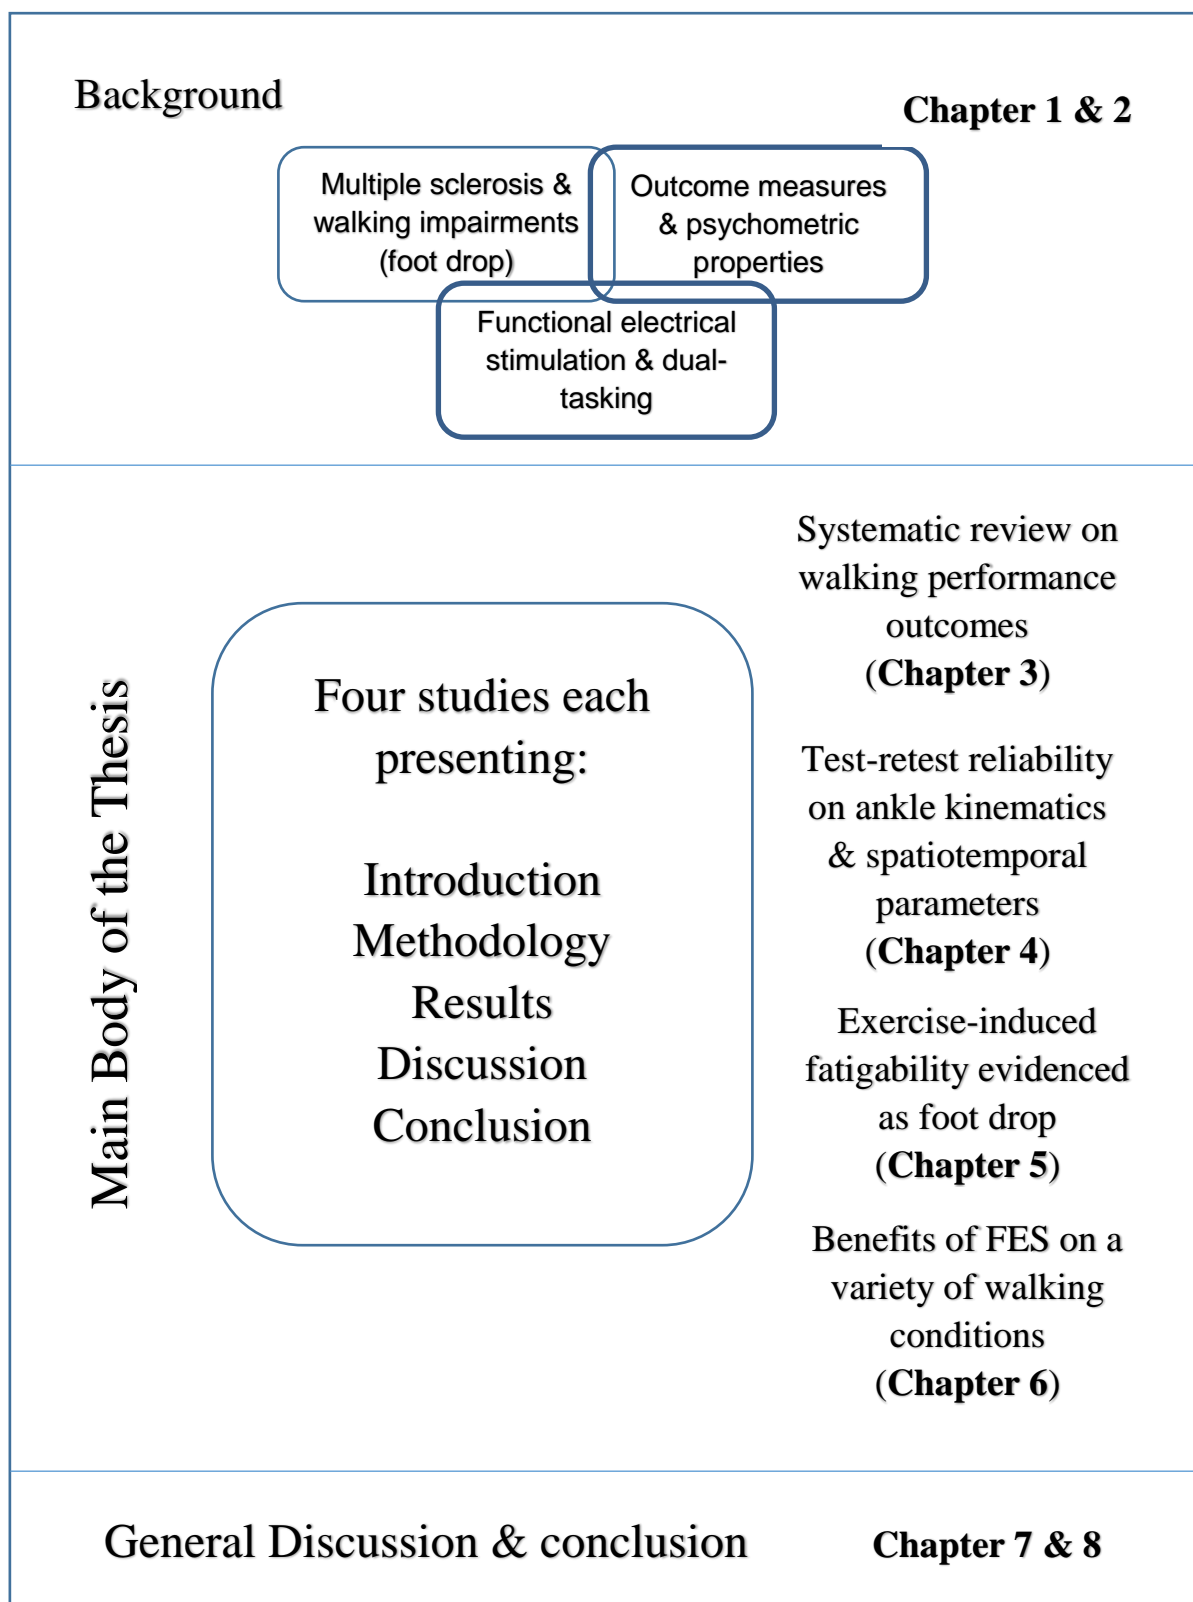 Background
Chapter 1 & 2
Multiple sclerosis &
walking impairments
(foot drop)
Outcome measures
& psychometric
properties
Functional electrical
stimulation & dual-
tasking
Main Body of the Thesis
Four studies each
presenting:
Introduction
Methodology
Results
Discussion
Conclusion
Systematic review on
walking performance
outcomes
(Chapter 3)
Test-retest reliability
on ankle kinematics
& spatiotemporal
parameters
(Chapter 4)
Exercise-induced
fatigability evidenced
as foot drop
(Chapter 5)
Benefits of FES on a
variety of walking
conditions
(Chapter 6)
General Discussion & conclusion
Chapter 7 & 8